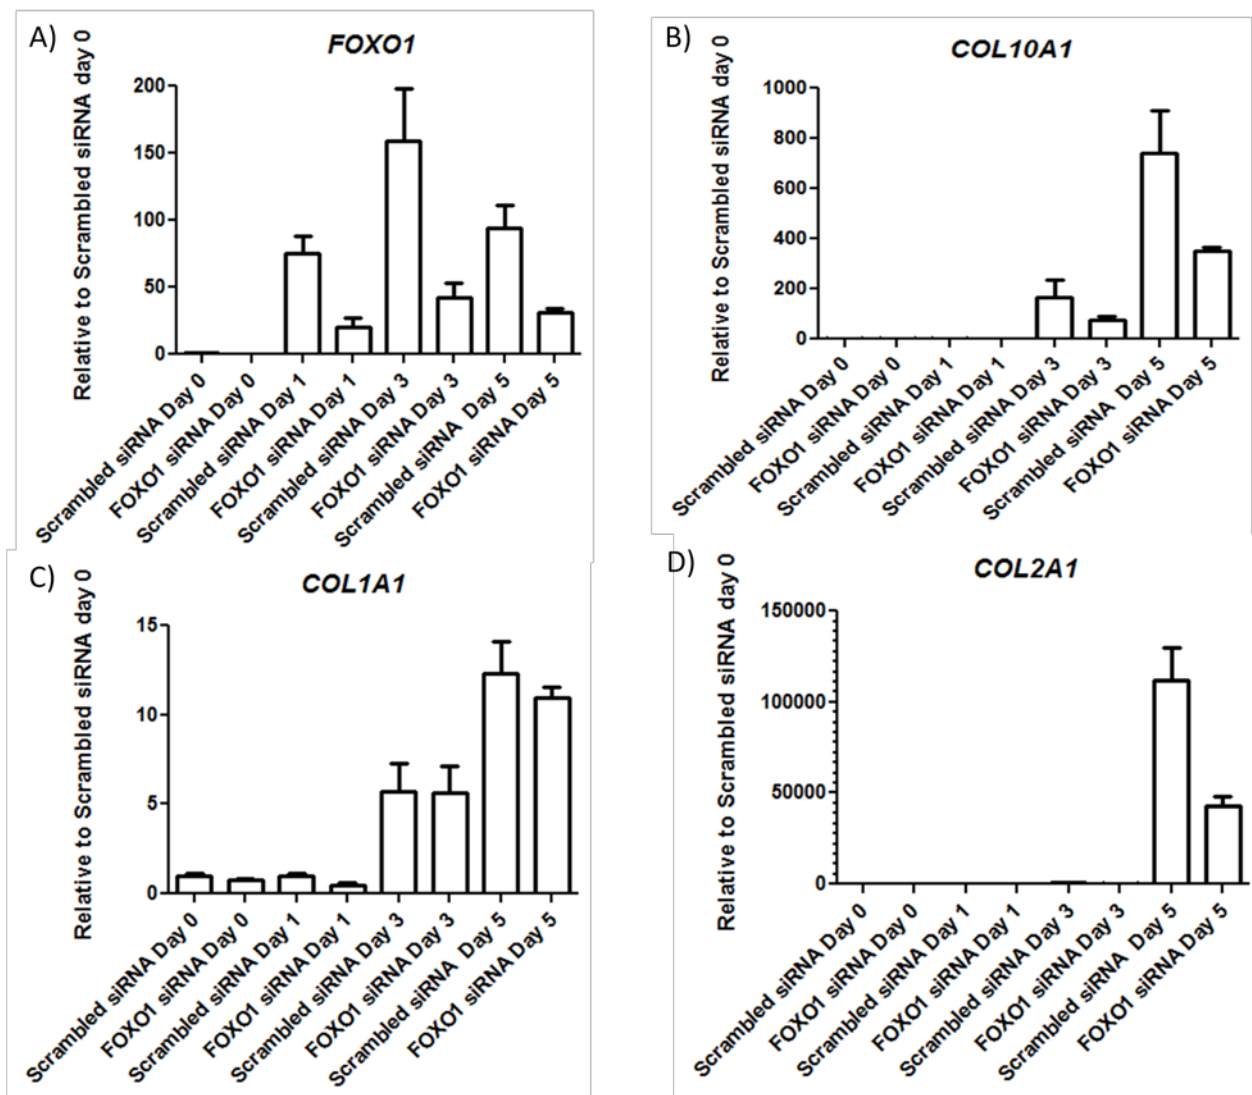 A)
FOXO1
Relative to Scrambled siRNA day 0
200
150
100
50
0
Scrambled siRNA Day 0
FOXO1 siRNA Day 0
Scrambled siRNA Day 1
FOXO1 siRNA Day 1
Scrambled siRNA Day 3
FOXO1 siRNA Day 3
Scrambled siRNA  Day 5
FOXO1 siRNA Day 5
B)
COL10A1
Relative to Scrambled siRNA day 0
1000
800
600
400
200
0
Scrambled siRNA Day 0
FOXO1 siRNA Day 0
Scrambled siRNA Day 1
FOXO1 siRNA Day 1
Scrambled siRNA Day 3
FOXO1 siRNA Day 3
Scrambled siRNA  Day 5
FOXO1 siRNA Day 5
C)
COL1A1
Relative to Scrambled siRNA day 0
15
10
5
0
Scrambled siRNA Day 0
FOXO1 siRNA Day 0
Scrambled siRNA Day 1
FOXO1 siRNA Day 1
Scrambled siRNA Day 3
FOXO1 siRNA Day 3
Scrambled siRNA  Day 5
FOXO1 siRNA Day 5
D)
COL2A1
Relative to Scrambled siRNA day 0
150000
100000
50000
0
Scrambled siRNA Day 0
FOXO1 siRNA Day 0
Scrambled siRNA Day 1
FOXO1 siRNA Day 1
Scrambled siRNA Day 3
FOXO1 siRNA Day 3
Scrambled siRNA  Day 5
FOXO1 siRNA Day 5